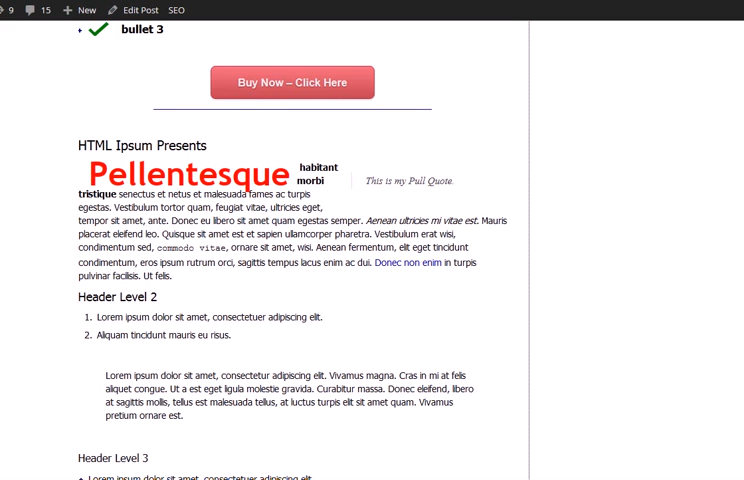 9 15 New Edit Post SEO
bullet 3
Buy Now – Click Here
HTML Ipsum Presents
Pellentesque habitant
morbi This is my Pull Quote.
tristique senectus et netus et malesuada fames ac turpis
egestas. Vestibulum tortor quam, feugiat vitae, ultricies eget,
tempor sit amet, ante. Donec eu libero sit amet quam egestas semper. Aenean ultricies mi vitae est. Mauris
placerat eleifend leo. Quisque sit amet est et sapien ullamcorper pharetra. Vestibulum erat wisi,
condimentum sed, commodo vitae, ornare sit amet, wisi. Aenean fermentum, elit eget tincidunt
condimentum, eros ipsum rutrum orci, sagittis tempus lacus enim ac dui. Donec non enim in turpis
pulvinar facilisis. Ut felis.
Header Level 2
1. Lorem ipsum dolor sit amet, consectetuer adipiscing elit.
2. Aliquam tincidunt mauris eu risus.
Lorem ipsum dolor sit amet, consectetur adipiscing elit. Vivamus magna. Cras in mi at felis
aliquet congue. Ut a est eget ligula molestie gravida. Curabitur massa. Donec eleifend, libero
at sagittis mollis, tellus est malesuada tellus, at luctus turpis elit sit amet quam. Vivamus
pretium ornare est.
Header Level 3
Lorem ipsum dolor sit amet, consectetuer adipiscing elit.